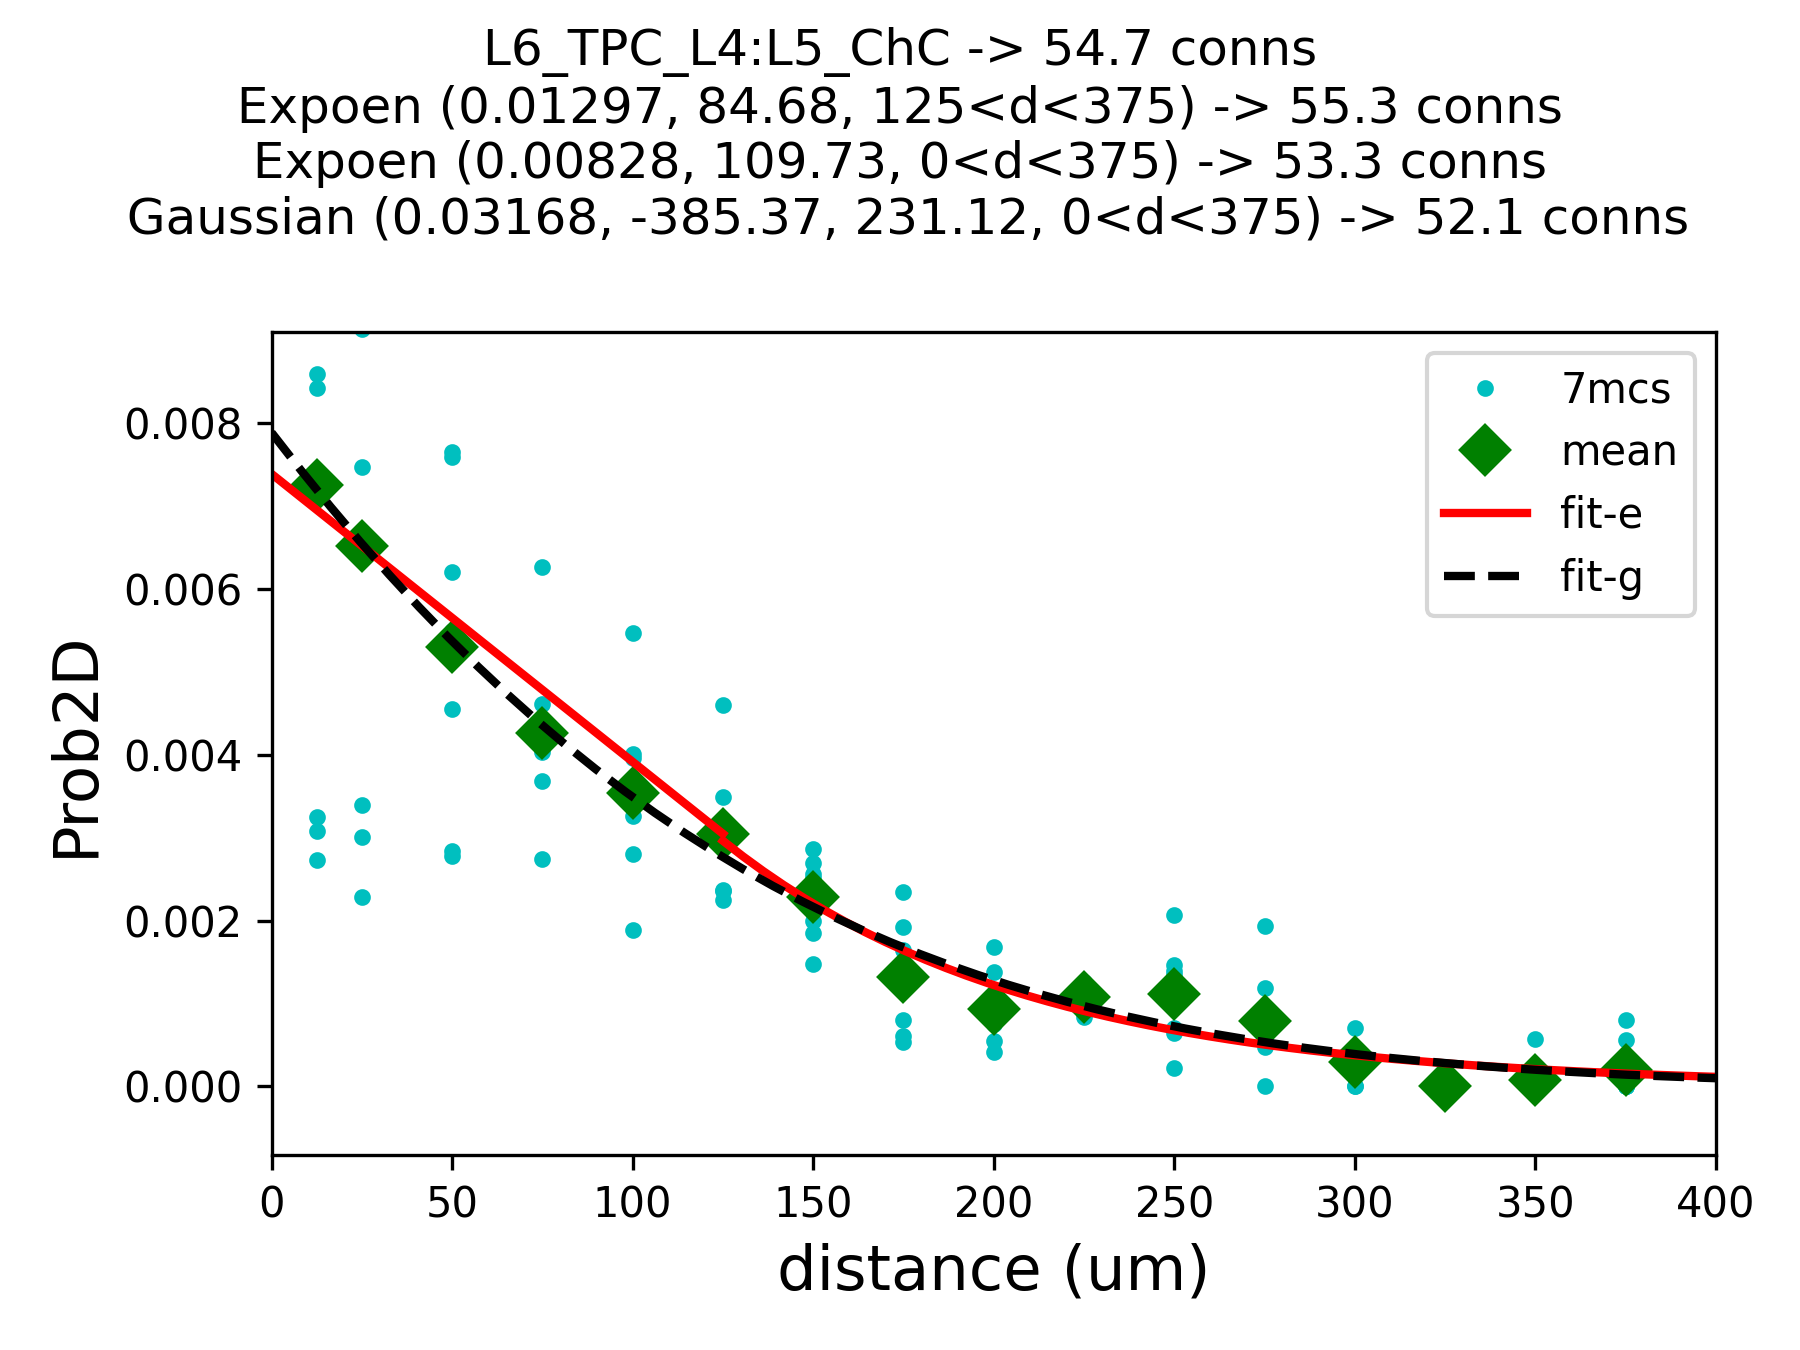 L6_TPC_L4:L5_ChC -> 54.7 conns
Expoen (0.01297, 84.68, 125<d<375) -> 55.3 conns
Expoen (0.00828, 109.73, 0<d<375) -> 53.3 conns
Gaussian (0.03168, -385.37, 231.12, 0<d<375) -> 52.1 conns
7mcs
mean
fit-e
fit-g
0.008
0.006
0.004
0.002
0.000
Prob2D
0 50 100 150 200 250 300 350 400
distance (um)